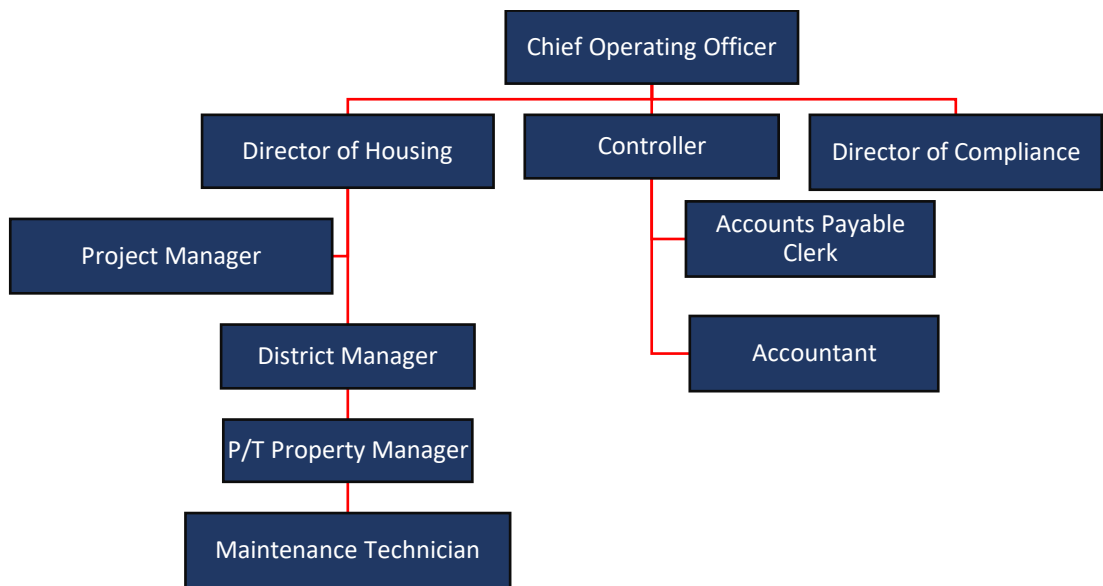 Chief Operating Officer
Director of Housing
Controller
Director of Compliance
Project Manager
Accounts Payable
Clerk
District Manager
Accountant
P/T Property Manager
Maintenance Technician